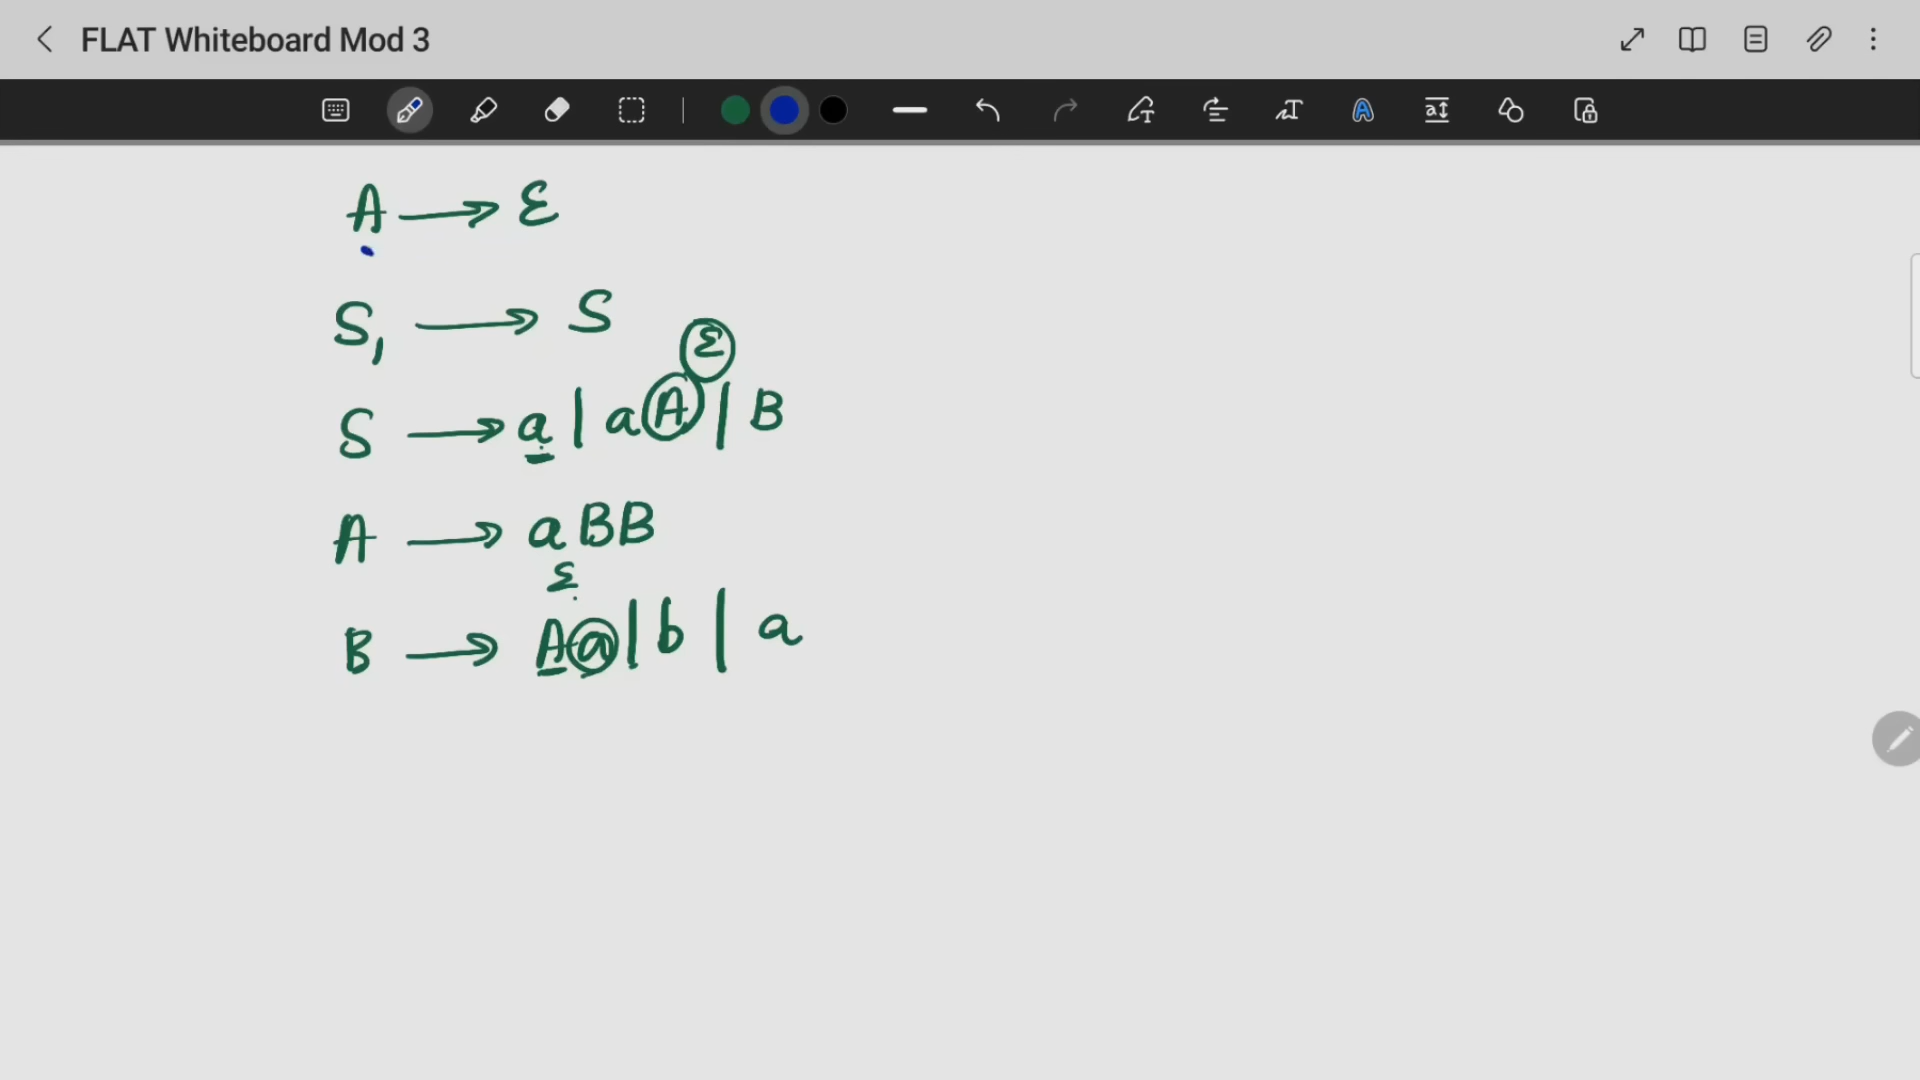 FLAT Whiteboard Mod 3
A → ε
S₁ → S
ε
S → a | aA | B
A → aBB
ε
B → Aa | b | a